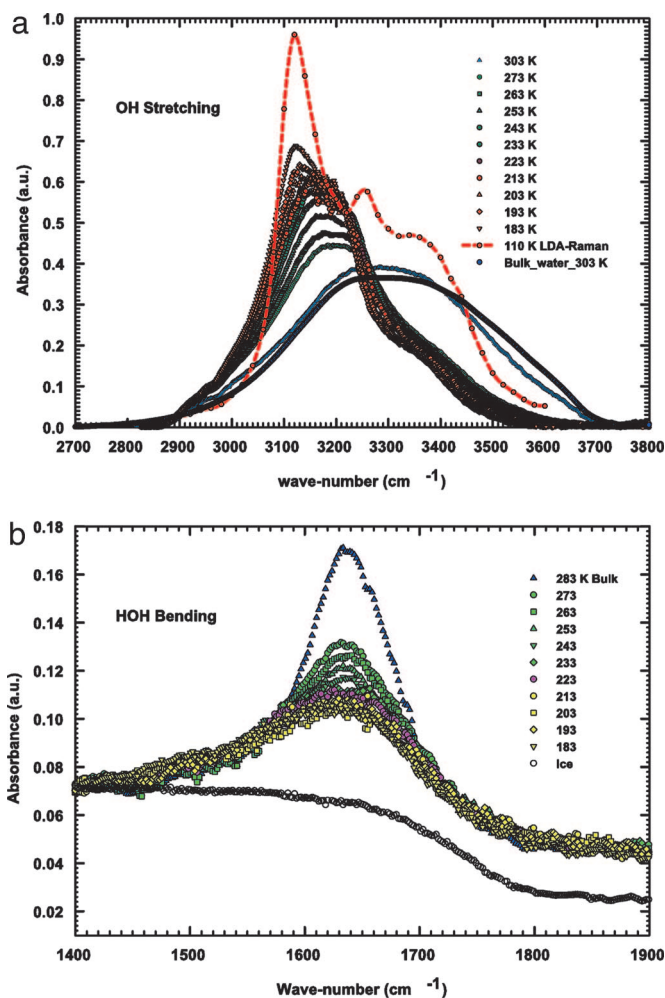 a
1.0
0.9
0.8
0.7
0.6
0.5
0.4
0.3
0.2
0.1
0.0
Absorbance (a.u.)
OH Stretching
303 K
273 K
263 K
253 K
243 K
233 K
223 K
213 K
203 K
193 K
183 K
110 K LDA-Raman
Bulk_water_303 K
2700 2800 2900 3000 3100 3200 3300 3400 3500 3600 3700 3800
wave-number (cm -1)
b
0.18
0.16
0.14
0.12
0.10
0.08
0.06
0.04
0.02
Absorbance (a.u.)
HOH Bending
283 K Bulk
273
263
253
243
233
223
213
203
193
183
Ice
1400 1500 1600 1700 1800 1900
Wave-number (cm -1)